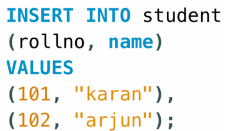 INSERT INTO student
(rollno, name)
VALUES
(101, "karan"),
(102, "arjun");